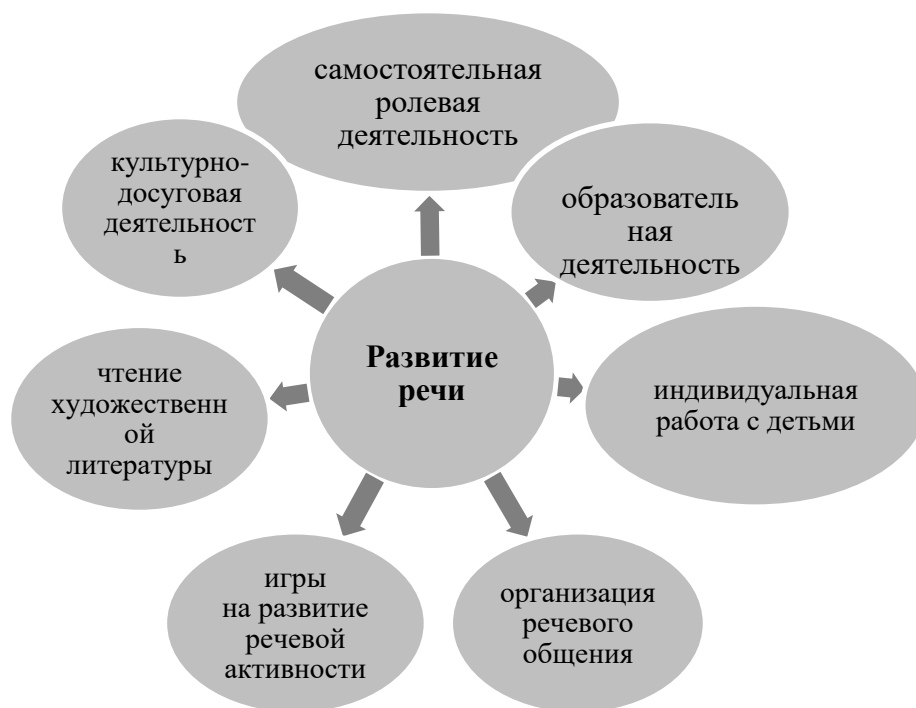 самостоятельная
ролевая
деятельность
культурно-
досуговая
деятельност
ь
образователь
ная
деятельность
Развитие
речи
чтение
художественн
ой
литературы
индивидуальная
работа с детьми
игры
на развитие
речевой
активности
организация
речевого
общения